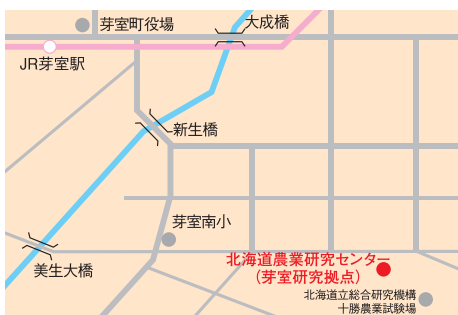 芽室町役場
大成橋
JR芽室駅
新生橋
芽室南小
美生大橋
北海道農業研究センター
(芽室研究拠点)
北海道立総合研究機構
十勝農業試験場